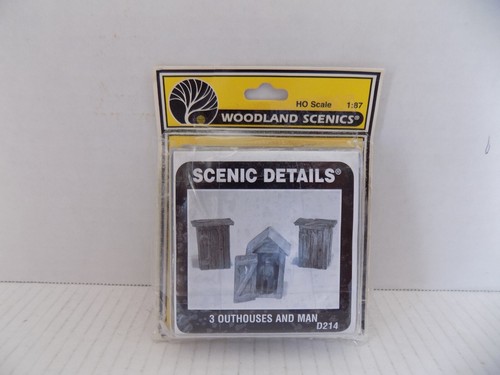 HO Scale 1:87
WOODLAND SCENICS®
SCENIC DETAILS®
3 OUTHOUSES AND MAN
D214